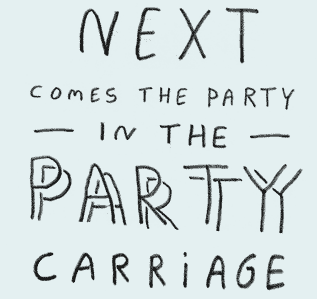 NEXT
COMES THE PARTY
— IN THE —
PARTY
CARRiAGE